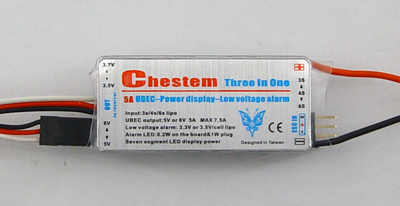 Chestem Three In One
5A UBEC-Power display-Low voltage alarm
Input:3s/4s/6s lipo
UBEC output:5V or 6V 5A MAX 7.5A
Low voltage alarm: 3.3V or 3.5V/cell lipo
Alarm LED 0.2W on the board&1W plug
Seven segment LED display power
Designed in Taiwan
3.7V
3.5V
OUT
to receiver
6V
5V
3S
4S
6S